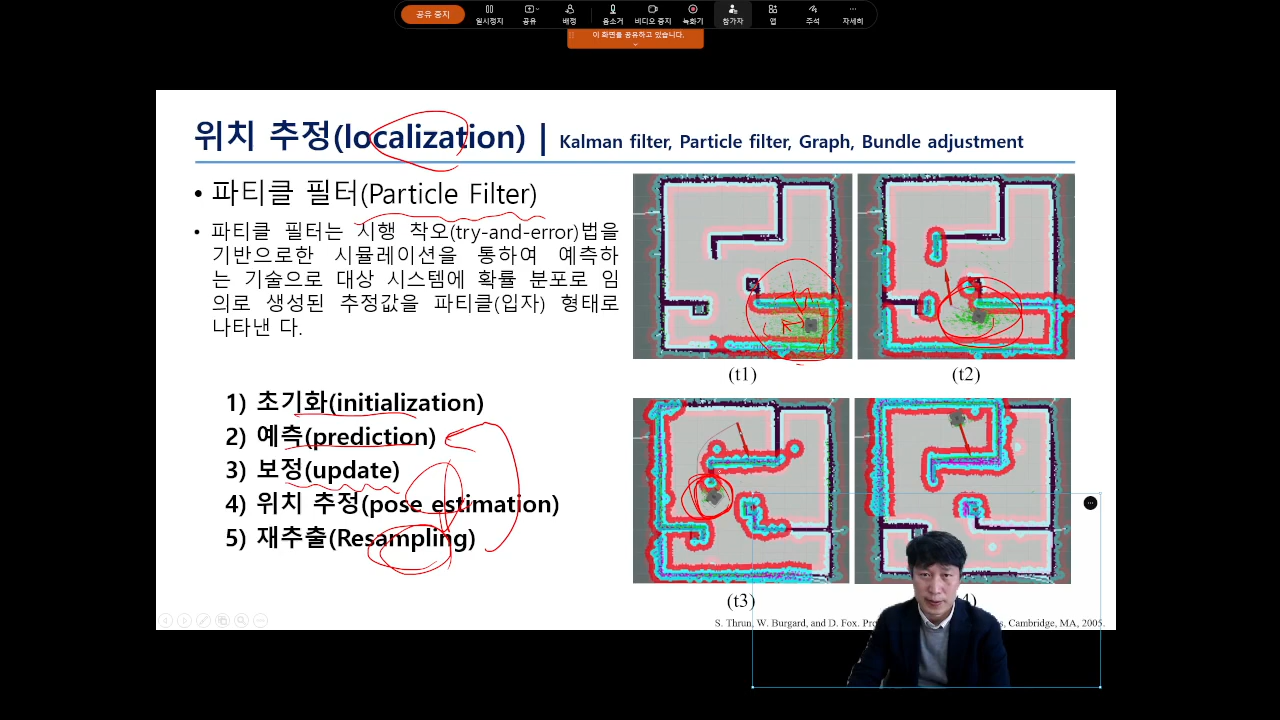 공유 중지
일시정지
공유
배정
음소거
비디오 중지
녹화기
참가자
앱
주석
자세히
이 화면을 공유하고 있습니다.
위치 추정(localization) | Kalman filter, Particle filter, Graph, Bundle adjustment
• 파티클 필터(Particle Filter)
• 파티클 필터는 시행 착오(try-and-error)법을
기반으로한 시뮬레이션을 통하여 예측하
는 기술으로 대상 시스템에 확률 분포로 임
의로 생성된 추정값을 파티클(입자) 형태로
나타낸 다.
1) 초기화(initialization)
2) 예측(prediction)
3) 보정(update)
4) 위치 추정(pose estimation)
5) 재추출(Resampling)
(t1)
(t2)
(t3)
4)
S. Thrun, W. Burgard, and D. Fox. Pr
, Cambridge, MA, 2005.